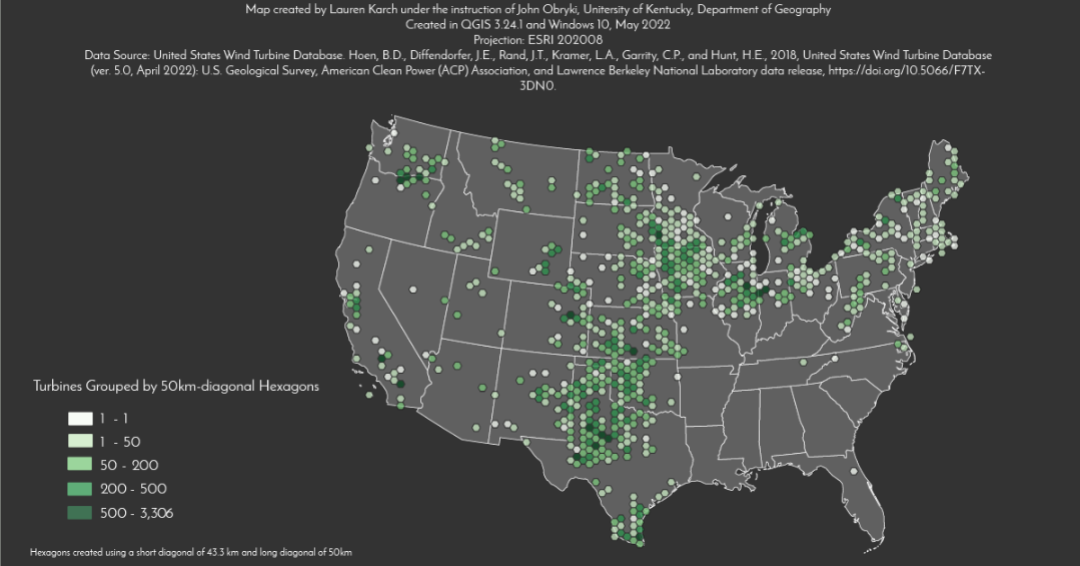 Map created by Lauren Karch under the instruction of John Obryki, Uniterity of Kentucky, Department of Geography
Created in QGIS 3.24.1 and Windows 10, May 2022
Projection: ESRI 202008
Data Source: United States Wind Turbine Database. Hoen, B.D., Diffendorfer, J.E., Rand, J.T., Kramer, L.A., Garrity, C.P., and Hunt, H.E., 2018, United States Wind Turbine Database
(ver. 5.0, April 2022): U.S. Geological Survey, American Clean Power (ACP) Association, and Lawrence Berkeley National Laboratory data release, https://doi.org/10.5066/F7TX-
3DN0.
Turbines Grouped by 50km-diagonal Hexagons
1 - 1
1 - 50
50 - 200
200 - 500
500 - 3,306
Hexagons created using a short diagonal of 43.3 km and long diagonal of 50km